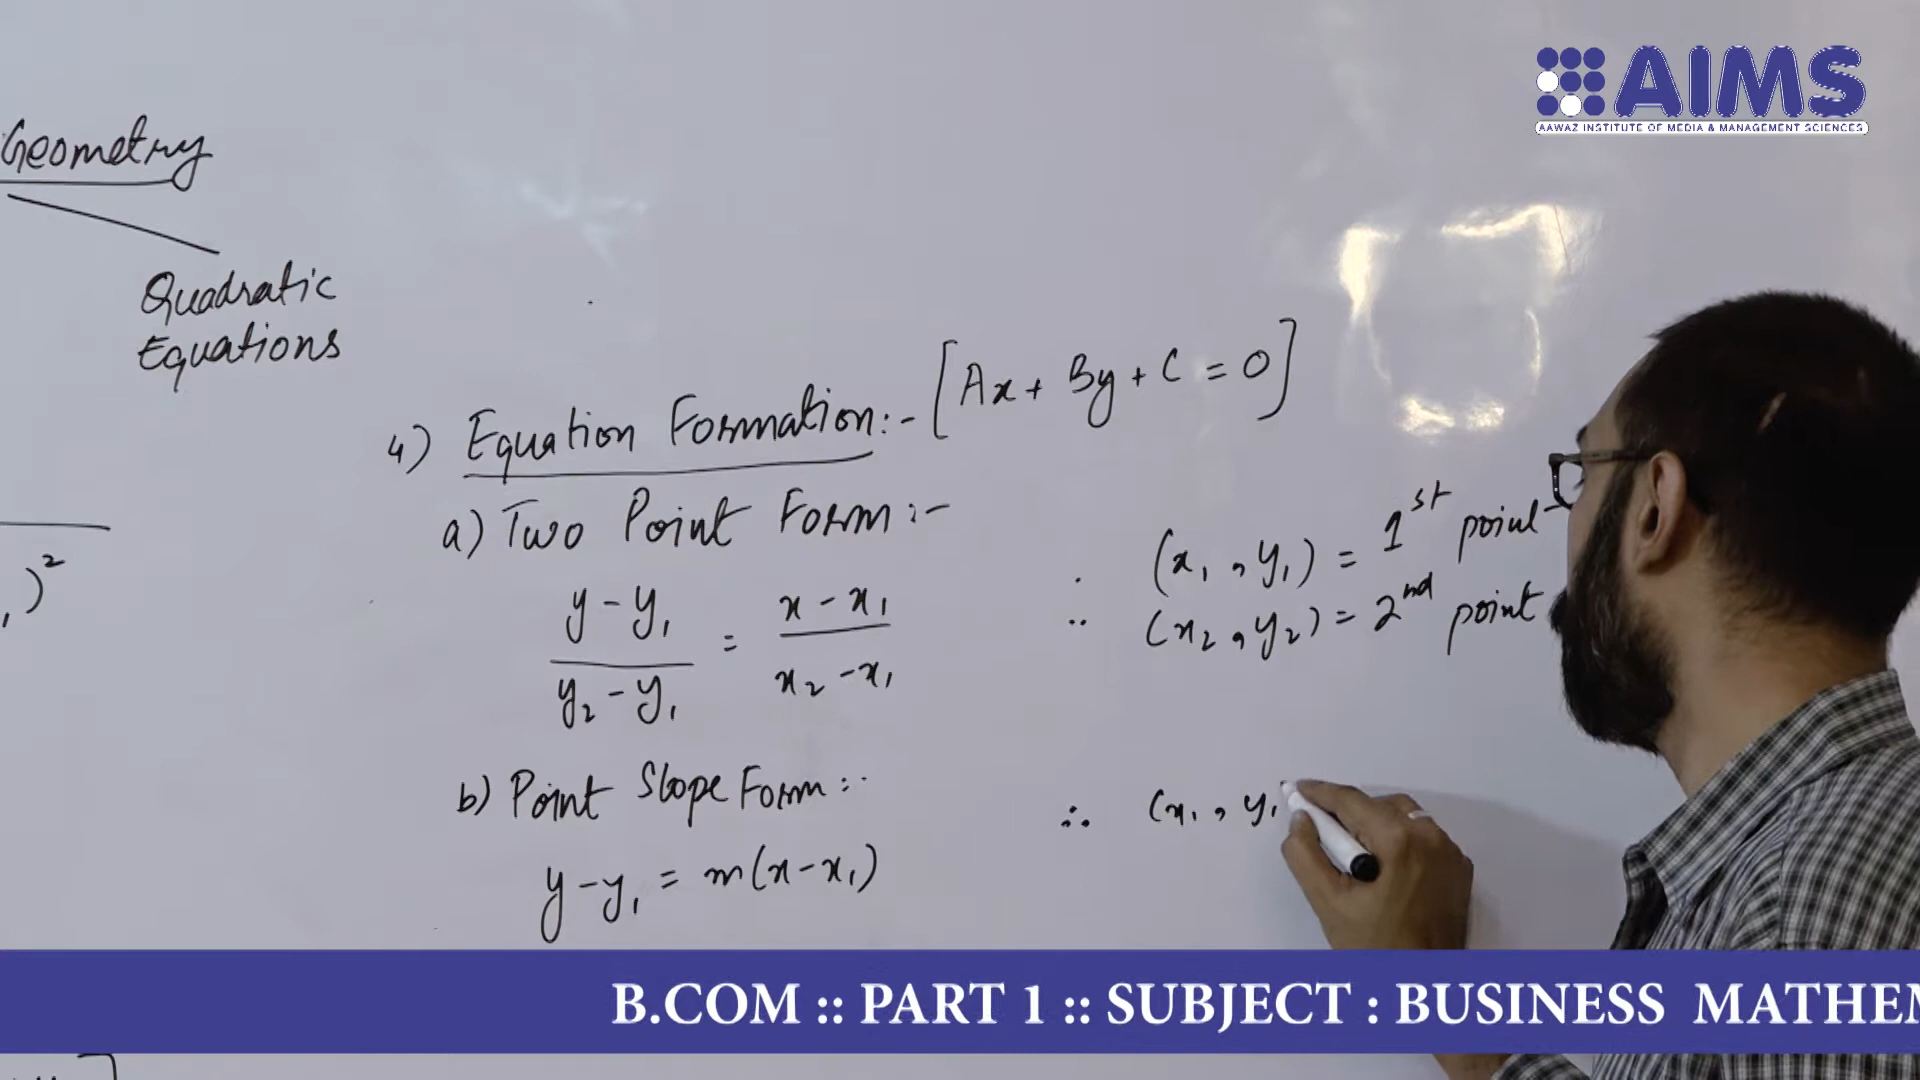 AIMS
AAWAZ INSTITUTE OF MEDIA & MANAGEMENT SCIENCES
Geometry
Quadratic
Equations
4) Equation Formation:- [Ax + By + C = 0]
a) Two Point Form :-
y - y₁ / y₂ - y₁ = x - x₁ / x₂ - x₁
∴ (x₁, y₁) = 1st point
(x₂, y₂) = 2nd point
)²
b) Point Slope Form :-
∴ (x₁, y₁
y - y₁ = m(x - x₁)
B.COM :: PART 1 :: SUBJECT : BUSINESS MATHEM